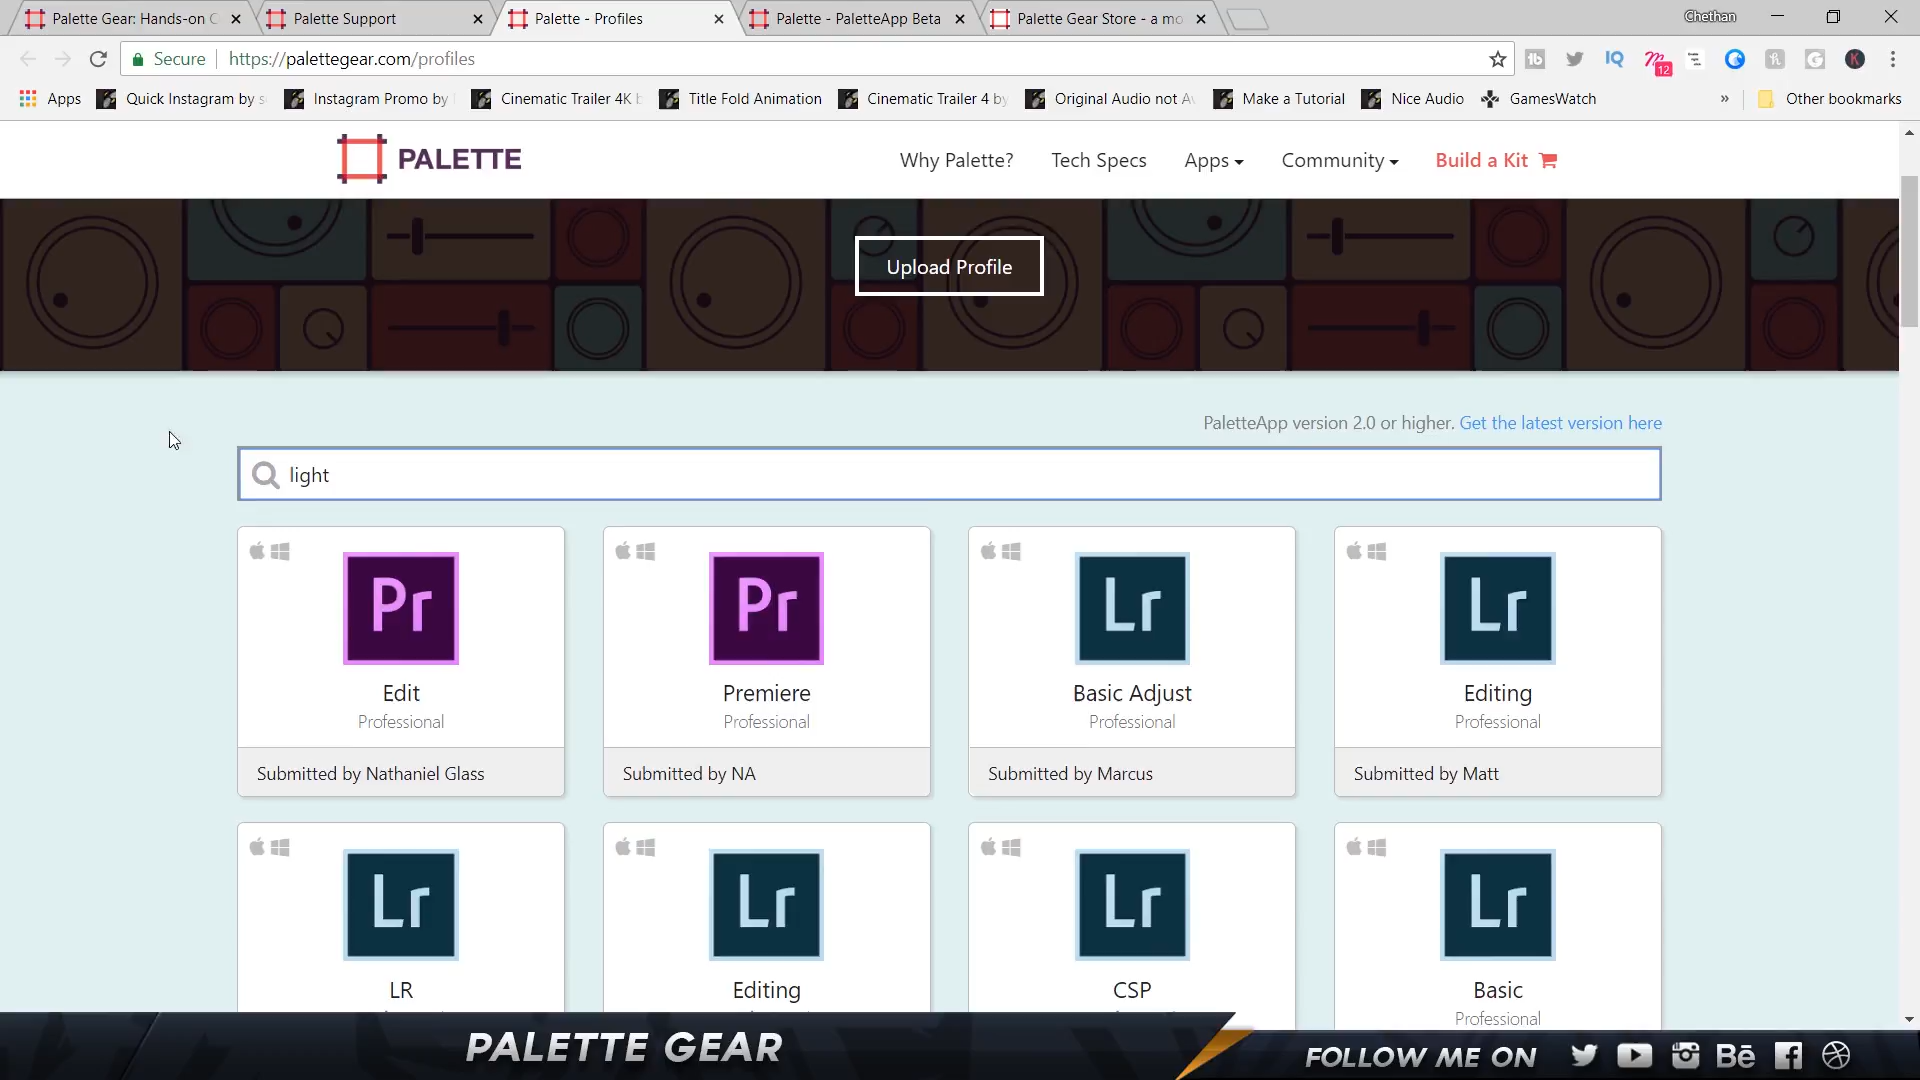 Palette Gear: Hands-on C
Palette Support
Palette - Profiles
Palette - PaletteApp Beta
Palette Gear Store - a mo
Chethan
Secure
https://palettegear.com/profiles
12
Apps
Quick Instagram by s
Instagram Promo by
Cinematic Trailer 4K b
Title Fold Animation
Cinematic Trailer 4 by
Original Audio not Av
Make a Tutorial
Nice Audio
GamesWatch
»
Other bookmarks
PALETTE
Why Palette?
Tech Specs
Apps
Community
Build a Kit
Upload Profile
PaletteApp version 2.0 or higher. Get the latest version here
light
Pr
Edit
Professional
Submitted by Nathaniel Glass
Pr
Premiere
Professional
Submitted by NA
Lr
Basic Adjust
Professional
Submitted by Marcus
Lr
Editing
Professional
Submitted by Matt
Lr
LR
Lr
Editing
Lr
CSP
Lr
Basic
Professional
PALETTE GEAR
FOLLOW ME ON
Bē